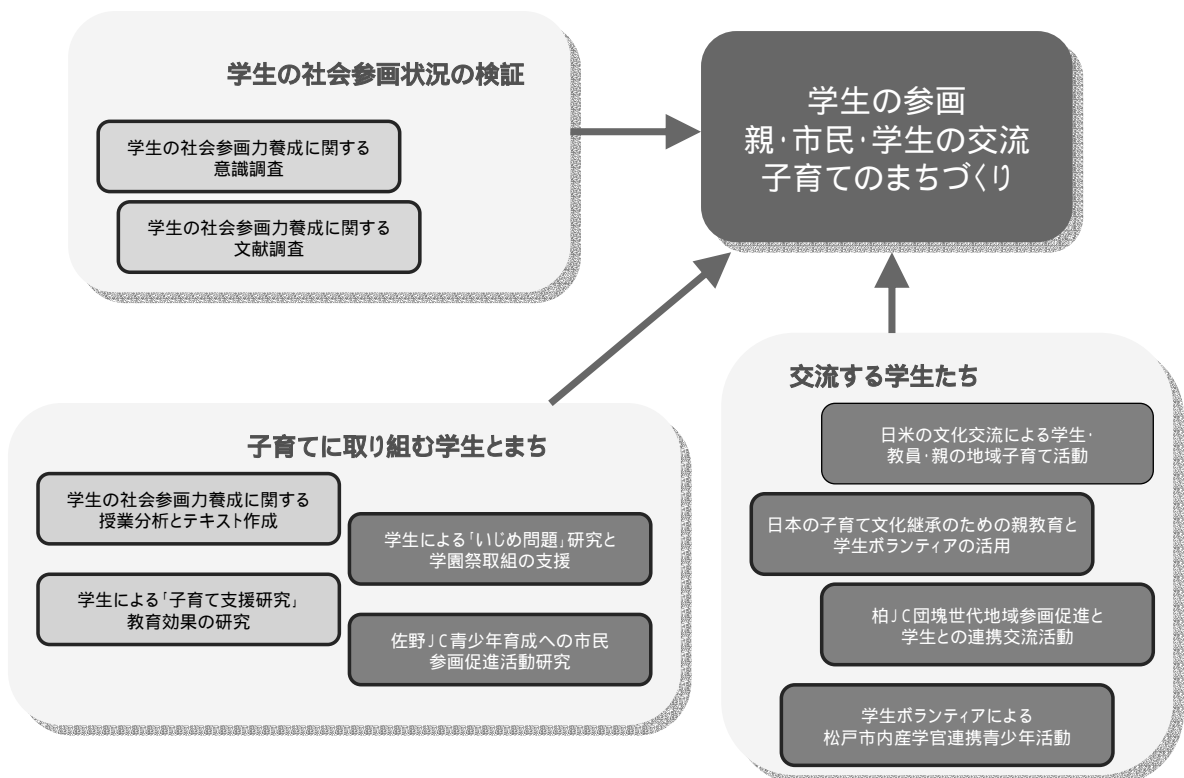 学生の社会参画状況の検証
学生の社会参画力養成に関する
意識調査
学生の社会参画力養成に関する
文献調査
学生の参画
親・市民・学生の交流
子育てのまちづくり
子育てに取り組む学生とまち
学生の社会参画力養成に関する
授業分析とテキスト作成
学生による「いじめ問題」研究と
学園祭取組の支援
学生による「子育て支援研究」
教育効果の研究
佐野JC青少年育成への市民
参画促進活動研究
交流する学生たち
日米の文化交流による学生・
教員・親の地域子育て活動
日本の子育て文化継承のための親教育と
学生ボランティアの活用
柏JC団塊世代地域参画促進と
学生との連携交流活動
学生ボランティアによる
松戸市内産学官連携青少年活動